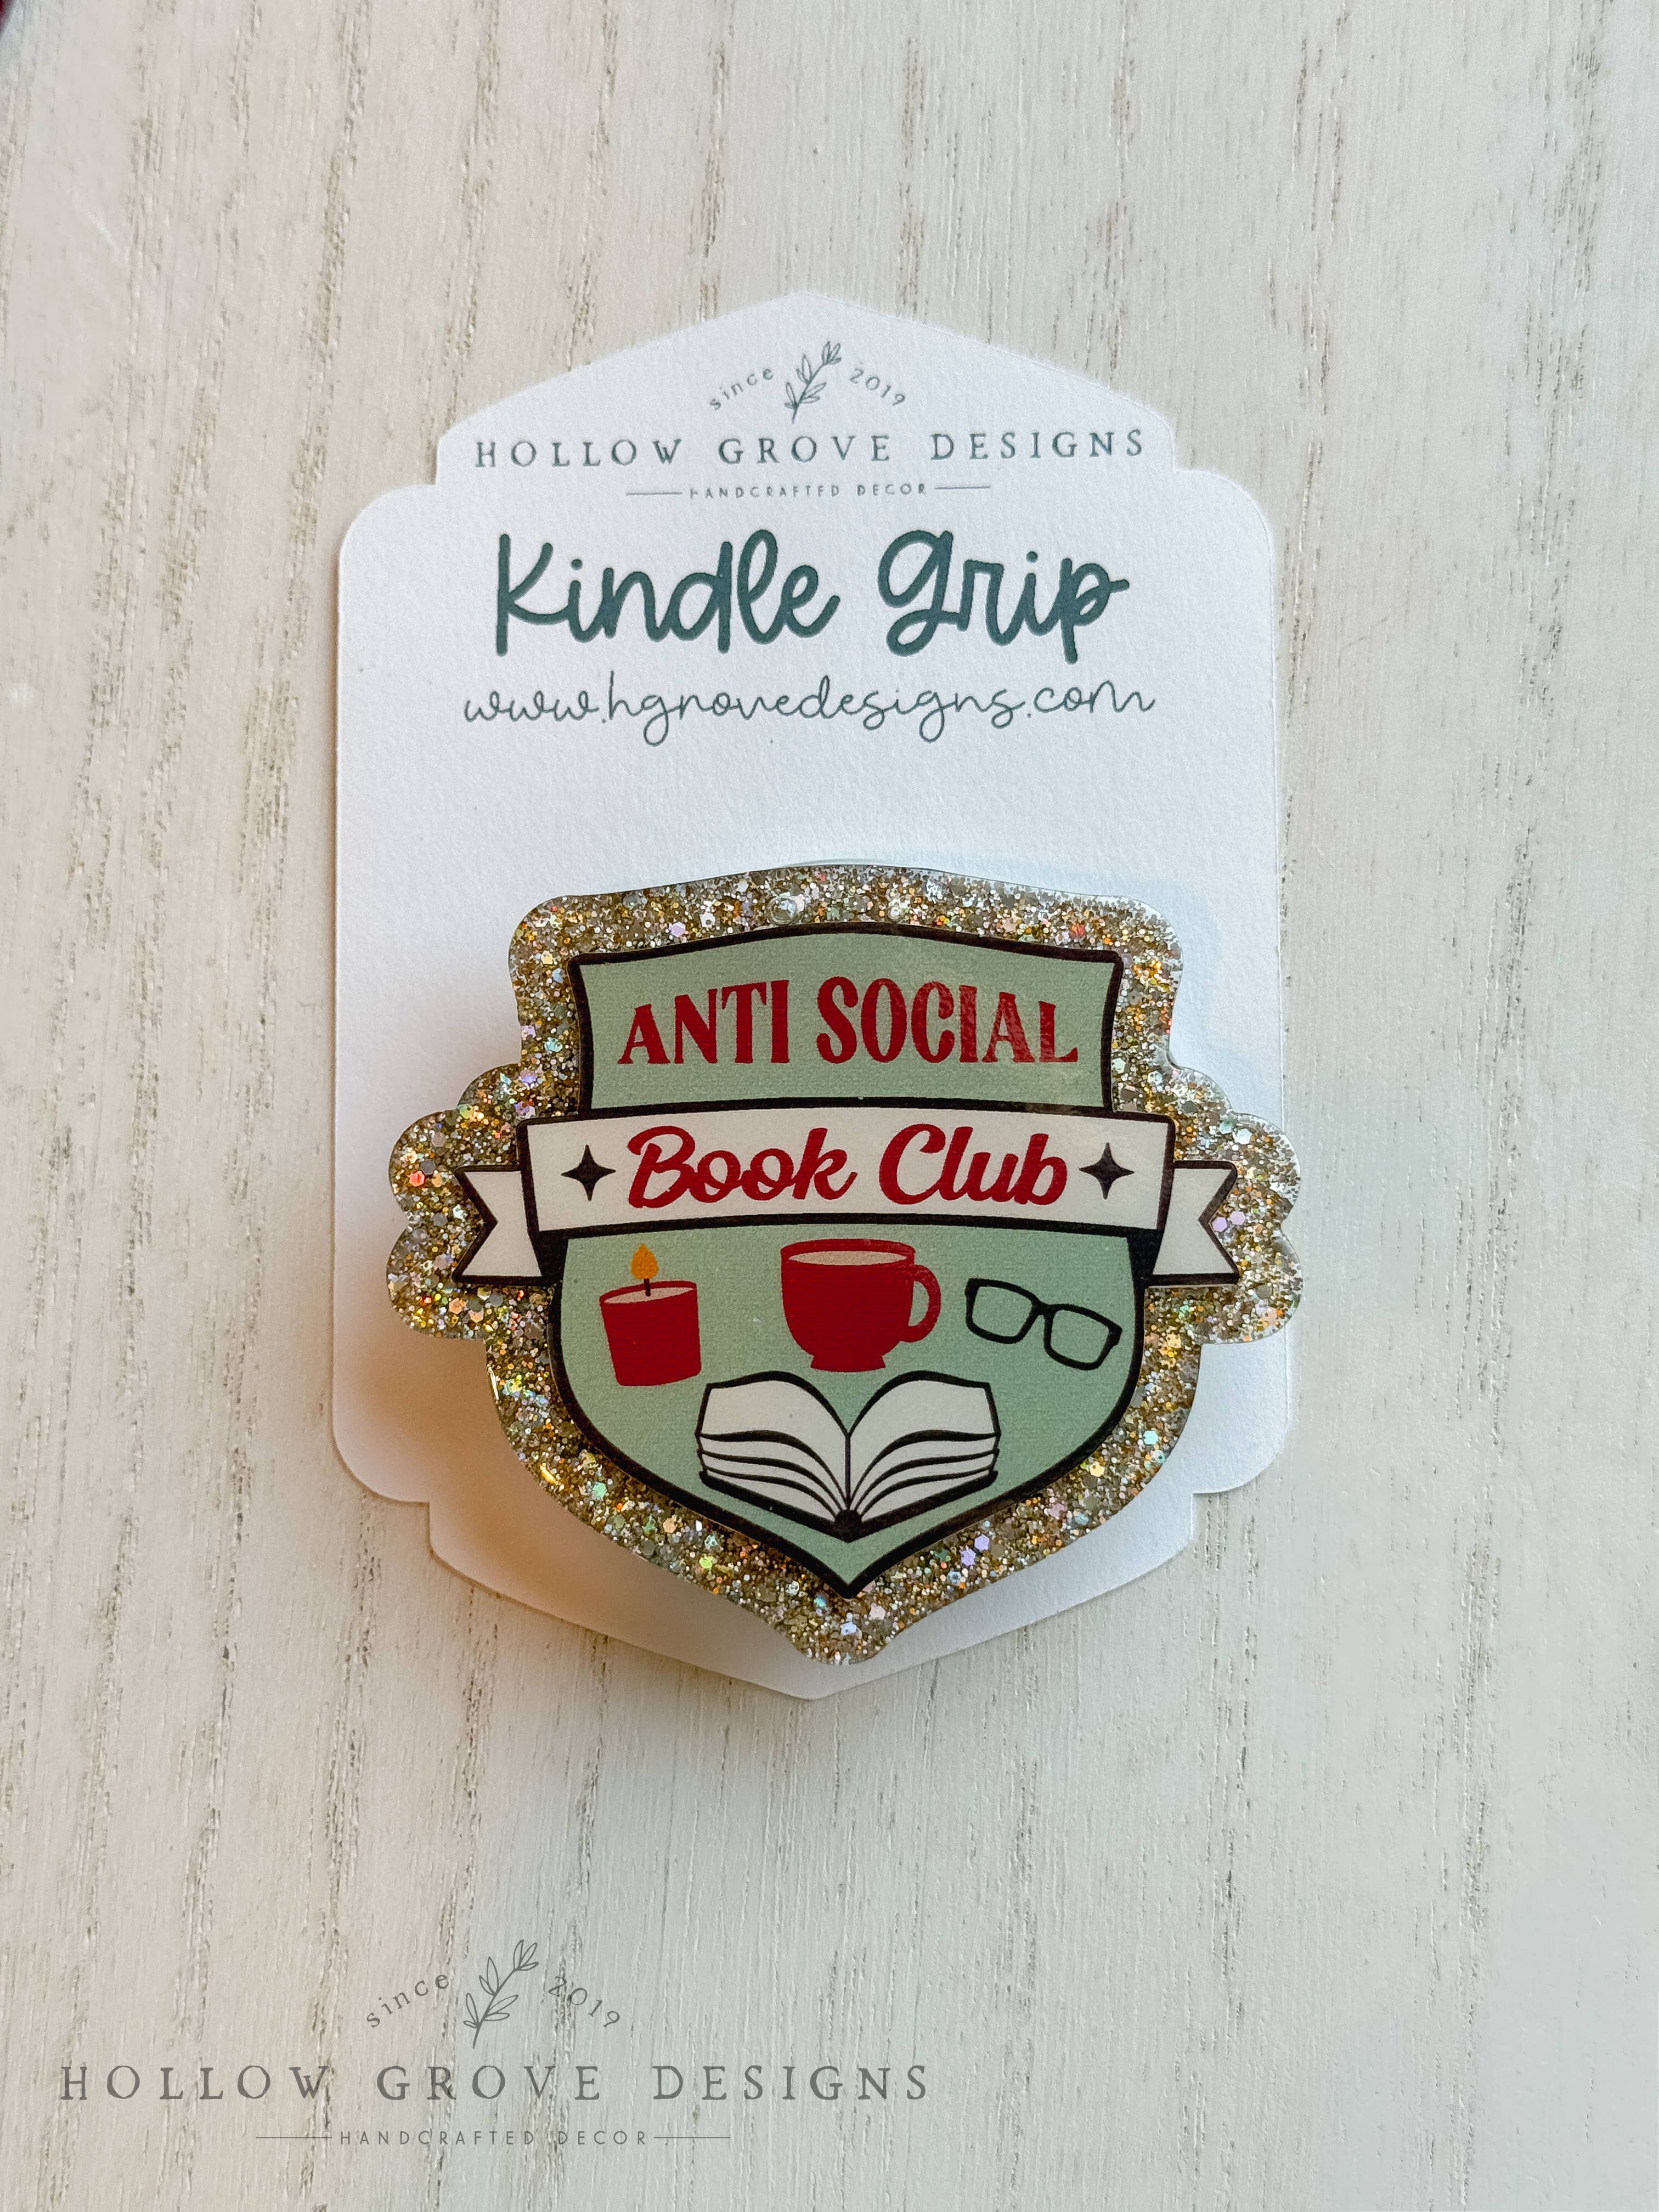 since 2019
HOLLOW GROVE DESIGNS
HANDCRAFTED DECOR
Kindle Grip
www.hgrovedesigns.com
ANTI SOCIAL
Book Club
since 2019
HOLLOW GROVE DESIGNS
HANDCRAFTED DECOR